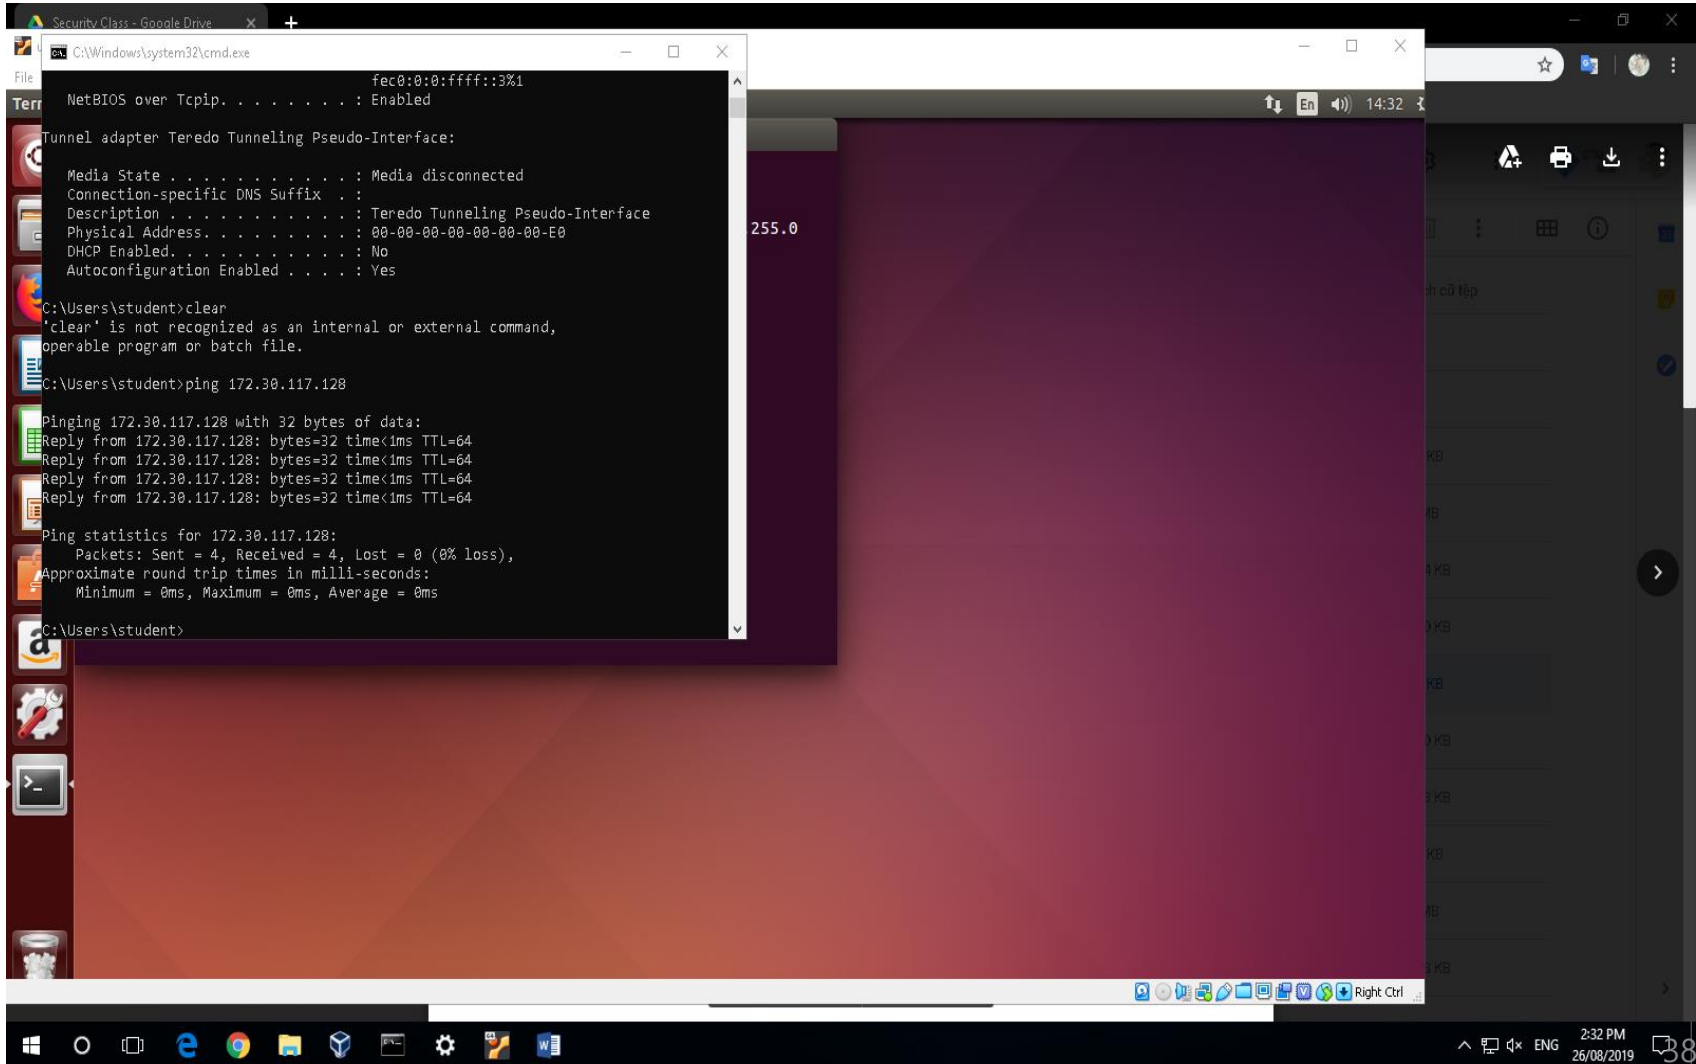 Security Class - Google Drive
C:\Windows\system32\cmd.exe
File
fec0:0:0:ffff::3%1
NetBIOS over Tcpip. . . . . . . . : Enabled
En 14:32
Tunnel adapter Teredo Tunneling Pseudo-Interface:
Media State . . . . . . . . . . . : Media disconnected
Connection-specific DNS Suffix  . :
Description . . . . . . . . . . . : Teredo Tunneling Pseudo-Interface
255.0
Physical Address. . . . . . . . . : 00-00-00-00-00-00-00-E0
DHCP Enabled. . . . . . . . . . . : No
Autoconfiguration Enabled . . . . : Yes
C:\Users\student>clear
'clear' is not recognized as an internal or external command,
operable program or batch file.
C:\Users\student>ping 172.30.117.128
Pinging 172.30.117.128 with 32 bytes of data:
Reply from 172.30.117.128: bytes=32 time<1ms TTL=64
Reply from 172.30.117.128: bytes=32 time<1ms TTL=64
Reply from 172.30.117.128: bytes=32 time<1ms TTL=64
Reply from 172.30.117.128: bytes=32 time<1ms TTL=64
Ping statistics for 172.30.117.128:
Packets: Sent = 4, Received = 4, Lost = 0 (0% loss),
Approximate round trip times in milli-seconds:
Minimum = 0ms, Maximum = 0ms, Average = 0ms
C:\Users\student>
Right Ctrl
ENG
2:32 PM
26/08/2019
38